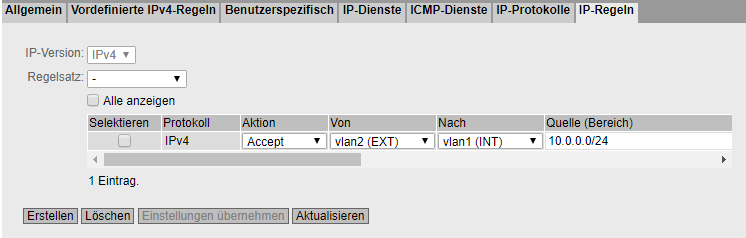 Allgemein Vordefinierte IPv4-Regeln Benutzerspezifisch IP-Dienste ICMP-Dienste IP-Protokolle IP-Regeln
IP-Version: IPv4
Regelsatz: -
Alle anzeigen
Selektieren Protokoll Aktion Von Nach Quelle (Bereich)
IPv4 Accept vlan2 (EXT) vlan1 (INT) 10.0.0.0/24
1 Eintrag.
Erstellen Löschen Einstellungen übernehmen Aktualisieren